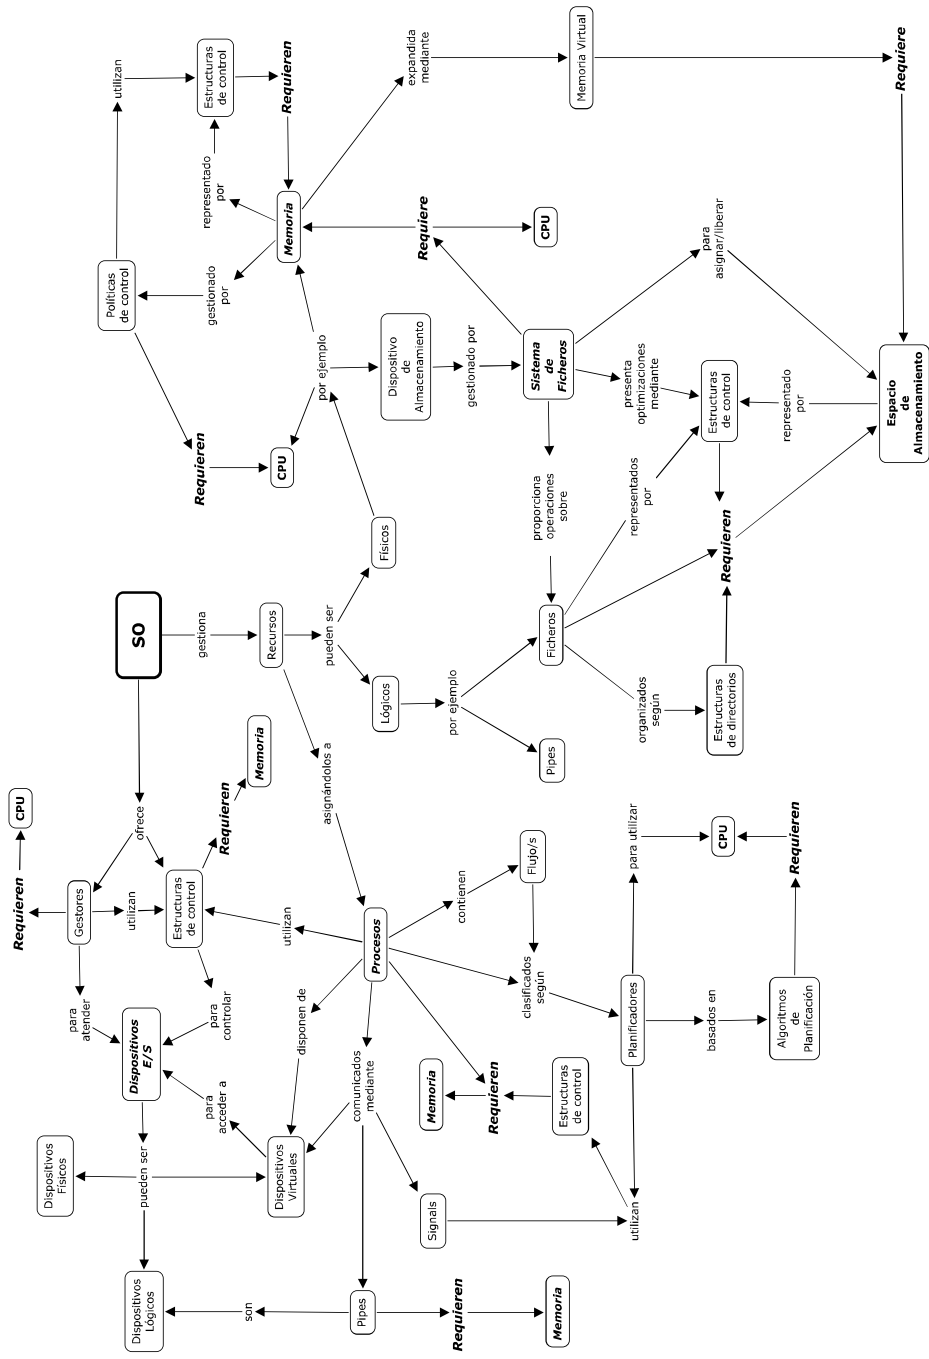 Requieren
CPU
Dispositivos
Físicos
para
atender
Gestores
Políticas
de control
utilizan
Dispositivos
Lógicos
pueden ser
Dispositivos
E/S
utilizan
ofrece
SO
para
acceder a
para
controlar
Estructuras
de control
gestiona
Requieren
gestionado
por
representado
por
Estructuras
de control
Requieren
son
Memoria
Dispositivos
Virtuales
disponen de
utilizan
Recursos
CPU
Memoria
Requieren
asignándolos a
pueden ser
por ejemplo
Pipes
comunicados
mediante
Procesos
Lógicos
Físicos
Dispositivo
de
Almacenamiento
expandida
mediante
Signals
Memoria
Requiere
Requieren
contienen
por ejemplo
gestionado por
Requieren
clasificados
según
Flujo/s
Pipes
Ficheros
proporciona
operaciones
sobre
Sistema
de
Ficheros
CPU
Memoria
Estructuras
de control
Memoria Virtual
utilizan
Planificadores
para utilizar
organizados
según
representados
por
presenta
optimizaciones
mediante
basados en
CPU
Estructuras
de directorios
Requieren
Estructuras
de control
para
asignar/liberar
Algoritmos
de
Planificación
Requieren
representado
por
Espacio
de
Almacenamiento
Requiere